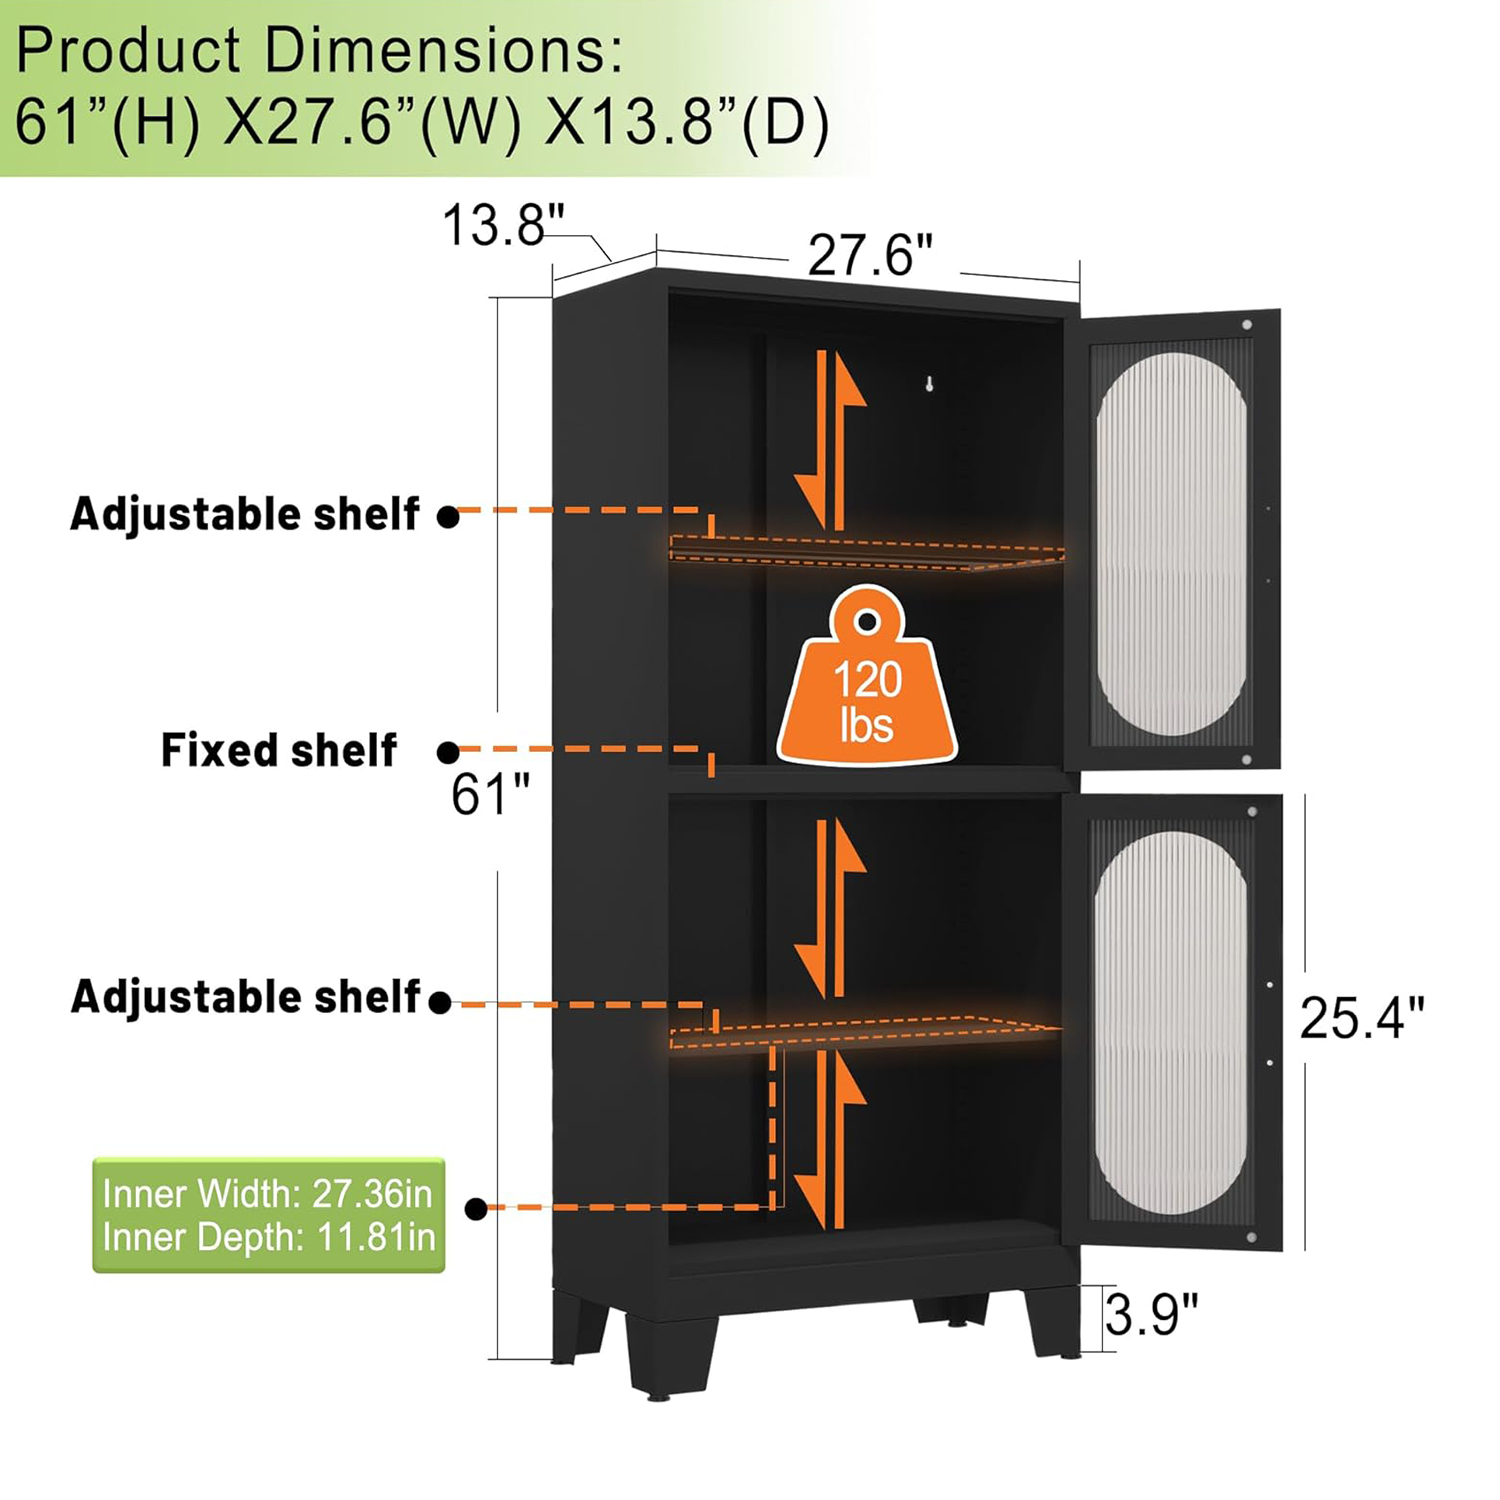 Product Dimensions:
61”(H) X27.6”(W) X13.8”(D)
13.8"
27.6"
Adjustable shelf
120
lbs
Fixed shelf
61"
Adjustable shelf
25.4"
Inner Width: 27.36in
Inner Depth: 11.81in
3.9"